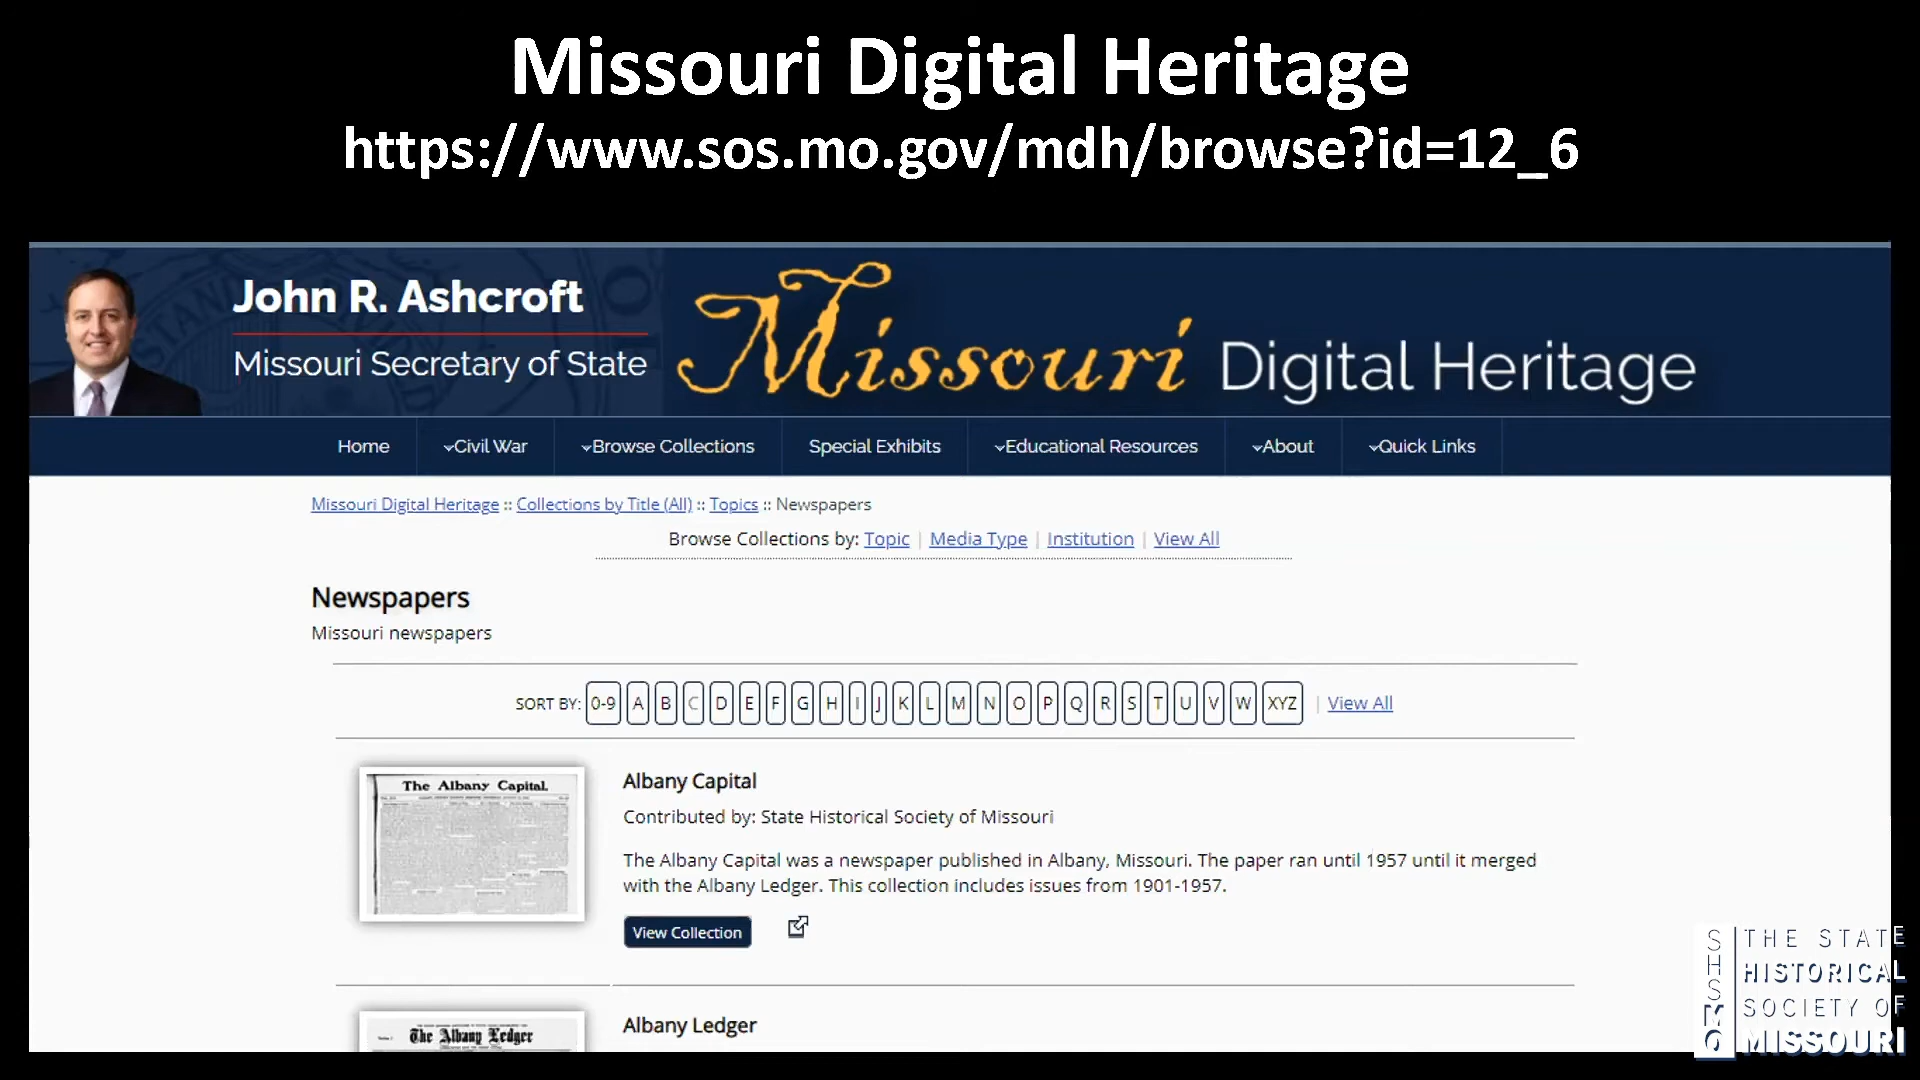 Missouri Digital Heritage
https://www.sos.mo.gov/mdh/browse?id=12_6
John R. Ashcroft
Missouri Secretary of State
Missouri Digital Heritage
Home
Civil War
Browse Collections
Special Exhibits
Educational Resources
About
Quick Links
Missouri Digital Heritage :: Collections by Title (All) :: Topics :: Newspapers
Browse Collections by: Topic | Media Type | Institution | View All
Newspapers
Missouri newspapers
SORT BY: 0-9 A B C D E F G H I J K L M N O P Q R S T U V W XYZ | View All
The Albany Capital.
Albany Capital
Contributed by: State Historical Society of Missouri
The Albany Capital was a newspaper published in Albany, Missouri. The paper ran until 1957 until it merged
with the Albany Ledger. This collection includes issues from 1901-1957.
View Collection
The Albany Ledger
Albany Ledger
SHSMO
THE STATE
HISTORICAL
SOCIETY OF
MISSOURI